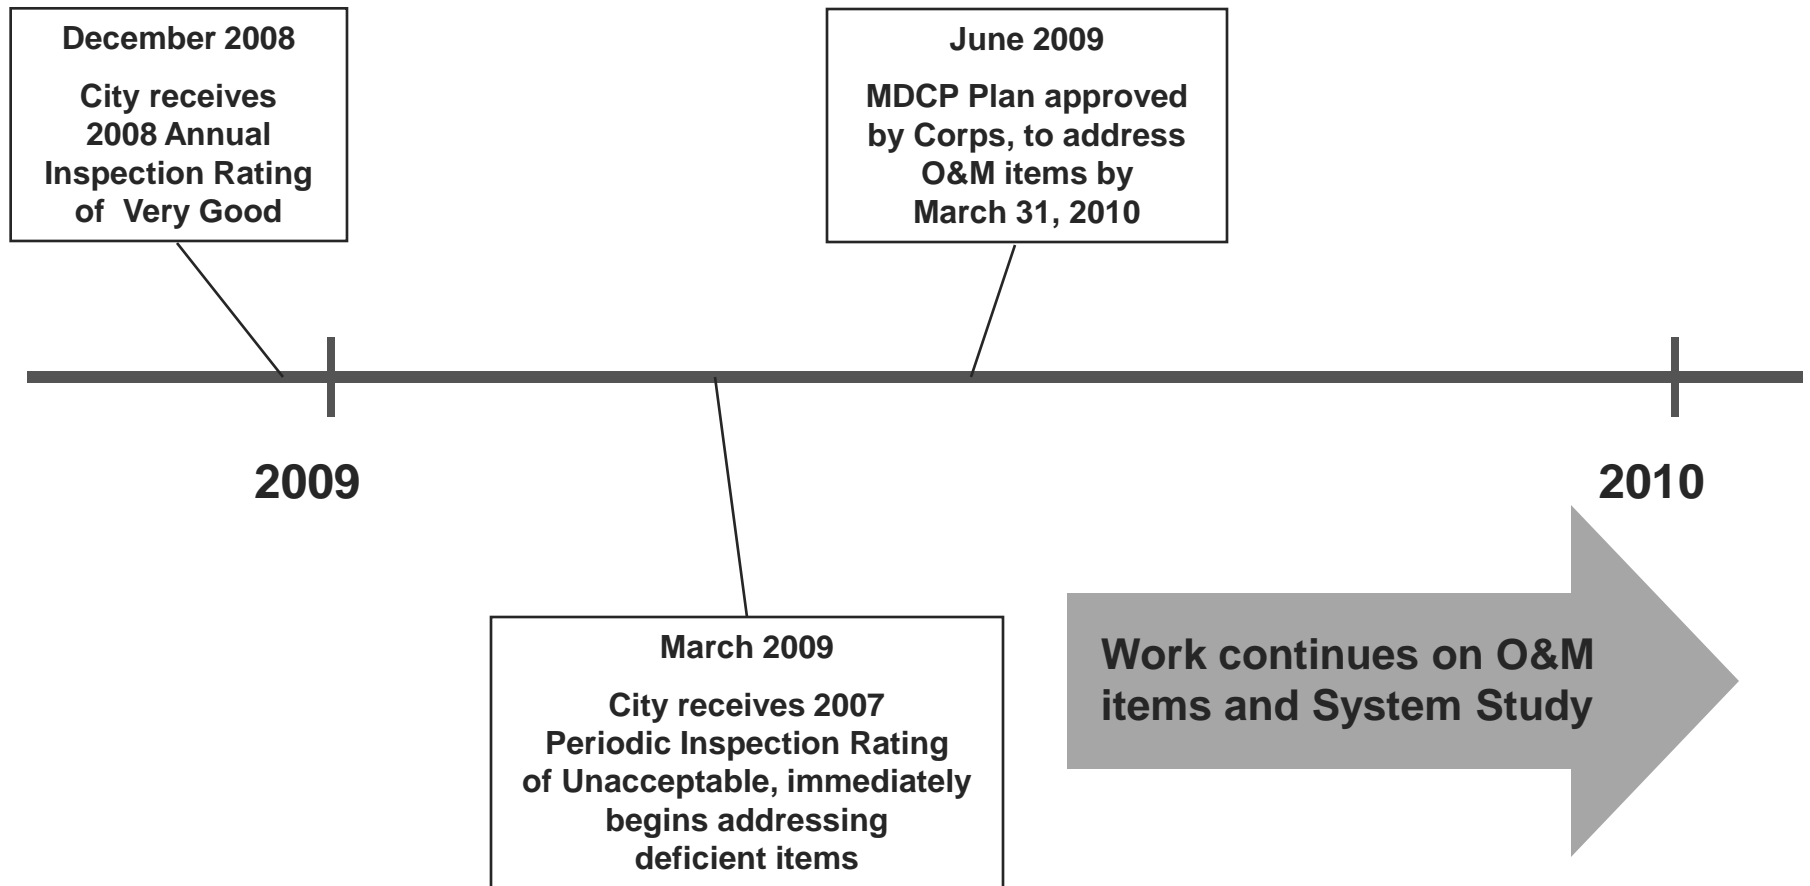 December 2008
City receives
2008 Annual
Inspection Rating
of Very Good
June 2009
MDCP Plan approved
by Corps, to address
O&M items by
March 31, 2010
2009
2010
March 2009
City receives 2007
Periodic Inspection Rating
of Unacceptable, immediately
begins addressing
deficient items
Work continues on O&M
items and System Study